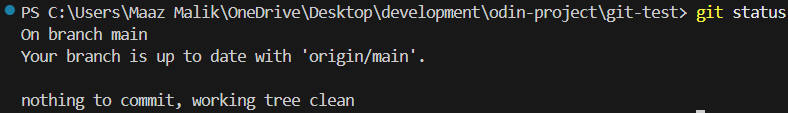 PS C:\Users\Maaz Malik\OneDrive\Desktop\development\odin-project\git-test> git status
On branch main
Your branch is up to date with 'origin/main'.
nothing to commit, working tree clean